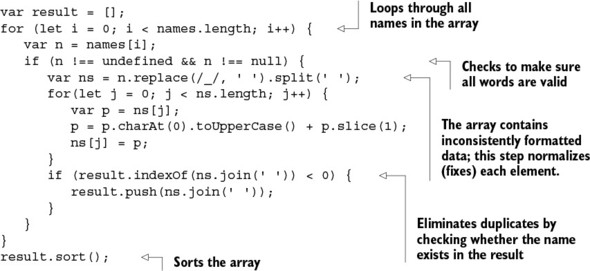 var result = [];
for (let i = 0; i < names.length; i++) {
Loops through all
names in the array
var n = names[i];
if (n !== undefined && n !== null) {
Checks to make sure
all words are valid
var ns = n.replace(/_/, ' ').split(' ');
for(let j = 0; j < ns.length; j++) {
var p = ns[j];
p = p.charAt(0).toUpperCase() + p.slice(1);
ns[j] = p;
}
The array contains
inconsistently formatted
data; this step normalizes
(fixes) each element.
if (result.indexOf(ns.join(' ')) < 0) {
result.push(ns.join(' '));
}
Eliminates duplicates by
checking whether the name
exists in the result
}
}
result.sort();
Sorts the array